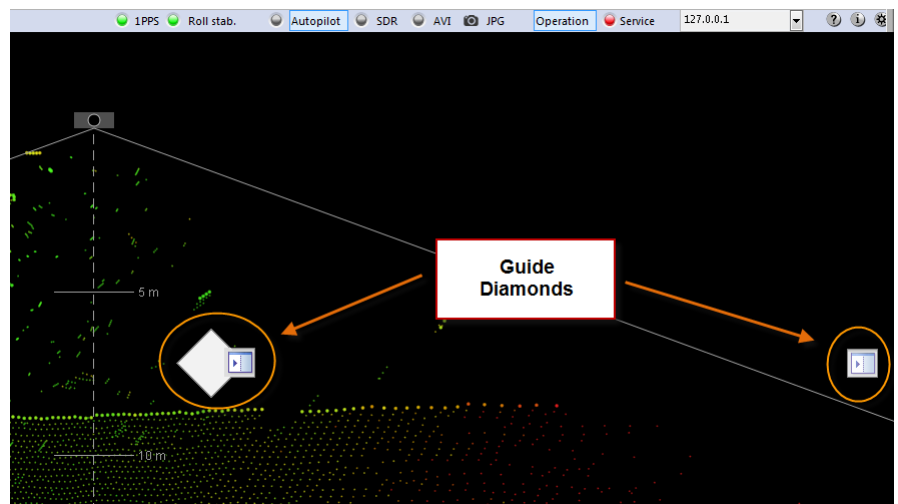 1PPS Roll stab. Autopilot SDR AVI JPG Operation Service 127.0.0.1
Guide
Diamonds
5 m
10 m